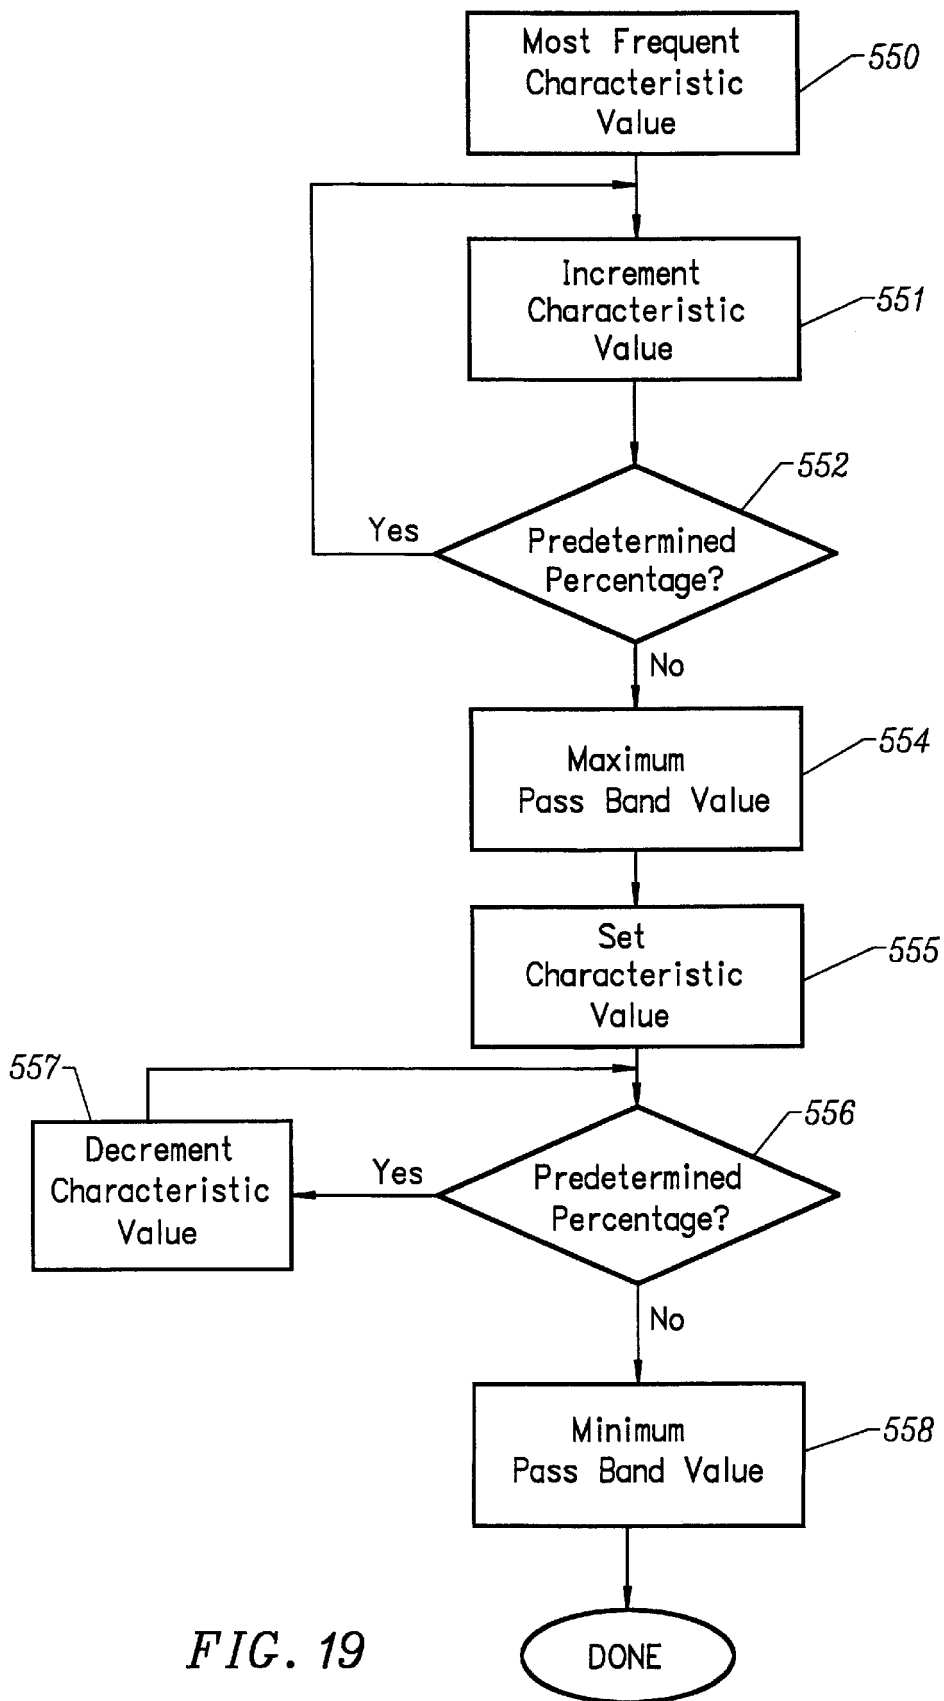 Most Frequent
Characteristic
Value
550
Increment
Characteristic
Value
551
552
Yes
Predetermined
Percentage?
No
Maximum
Pass Band Value
554
Set
Characteristic
Value
555
557
Decrement
Characteristic
Value
Yes
556
Predetermined
Percentage?
No
Minimum
Pass Band Value
558
DONE
FIG. 19